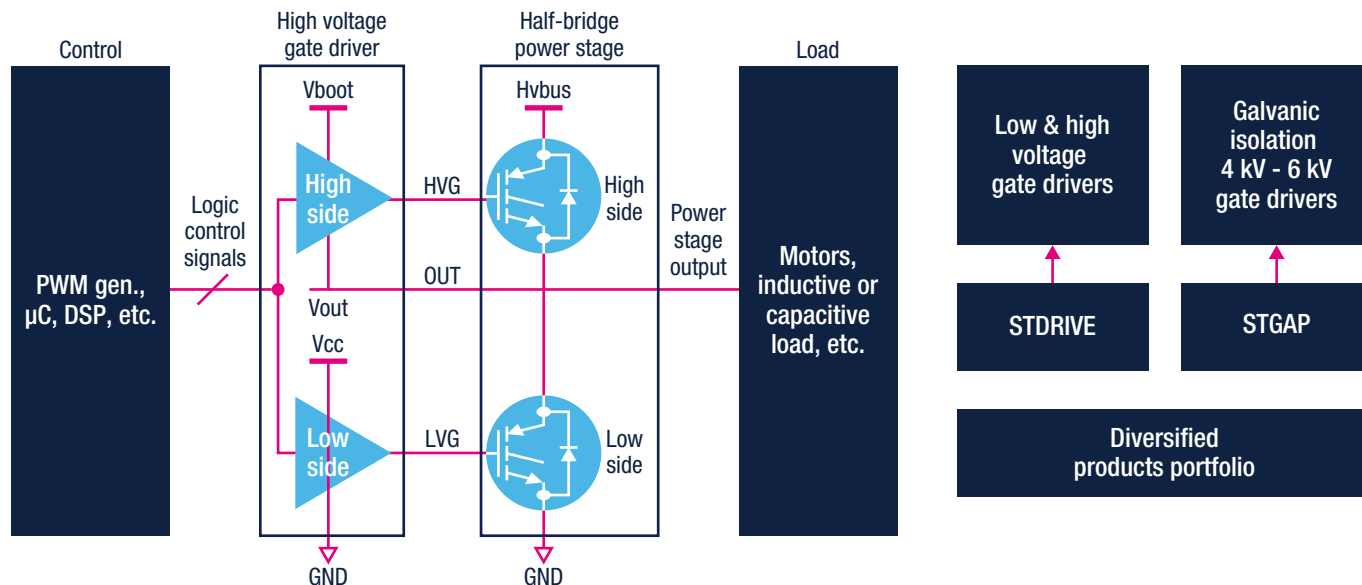 Control
High voltage
gate driver
Half-bridge
power stage
Load
PWM gen.,
µC, DSP, etc.
Logic
control
signals
Vboot
High
side
Vout
Vcc
Low
side
GND
HVG
OUT
LVG
Hvbus
High
side
Low
side
GND
Power
stage
output
Motors,
inductive or
capacitive
load, etc.
Low & high
voltage
gate drivers
Galvanic
isolation
4 kV - 6 kV
gate drivers
STDRIVE
STGAP
Diversified
products portfolio